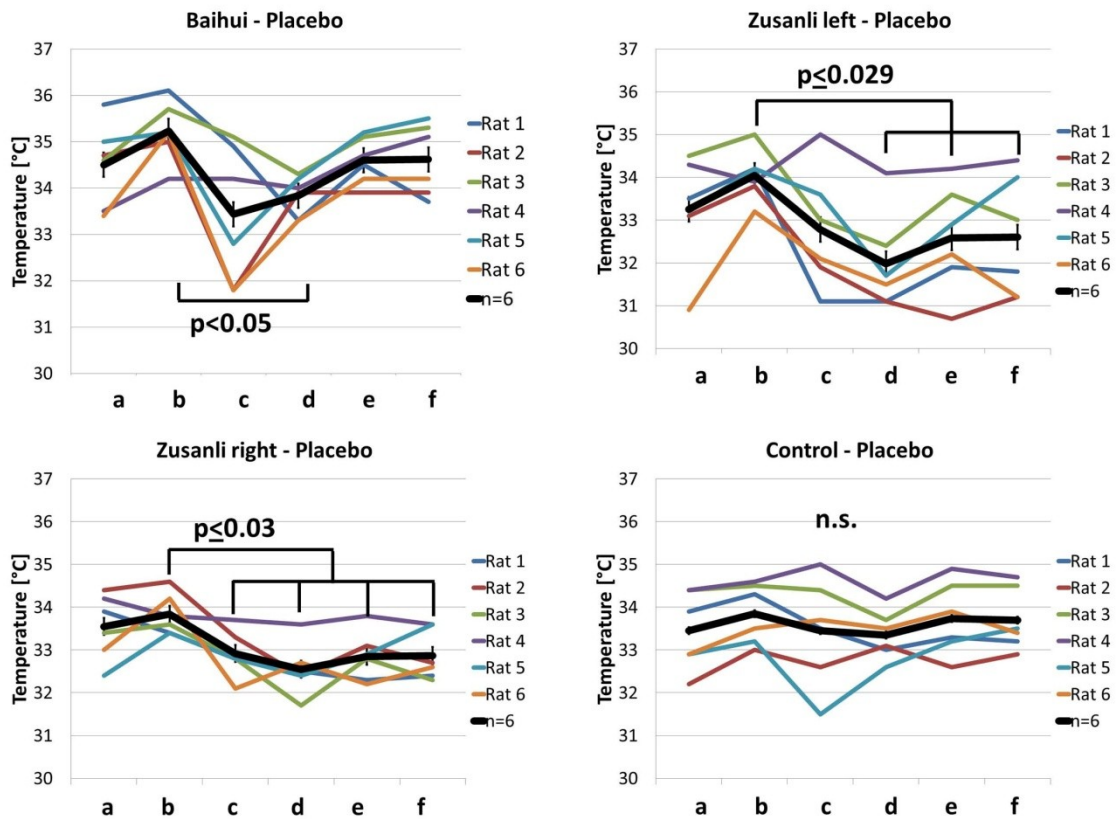 Baihui - Placebo
Temperature [°C]
37
36
35
34
33
32
31
30
p<0.05
a b c d e f
Rat 1
Rat 2
Rat 3
Rat 4
Rat 5
Rat 6
n=6
Zusanli left - Placebo
Temperature [°C]
37
36
35
34
33
32
31
30
p≤0.029
a b c d e f
Rat 1
Rat 2
Rat 3
Rat 4
Rat 5
Rat 6
n=6
Zusanli right - Placebo
Temperature [°C]
37
36
35
34
33
32
31
30
p≤0.03
a b c d e f
Rat 1
Rat 2
Rat 3
Rat 4
Rat 5
Rat 6
n=6
Control - Placebo
Temperature [°C]
37
36
35
34
33
32
31
30
n.s.
a b c d e f
Rat 1
Rat 2
Rat 3
Rat 4
Rat 5
Rat 6
n=6